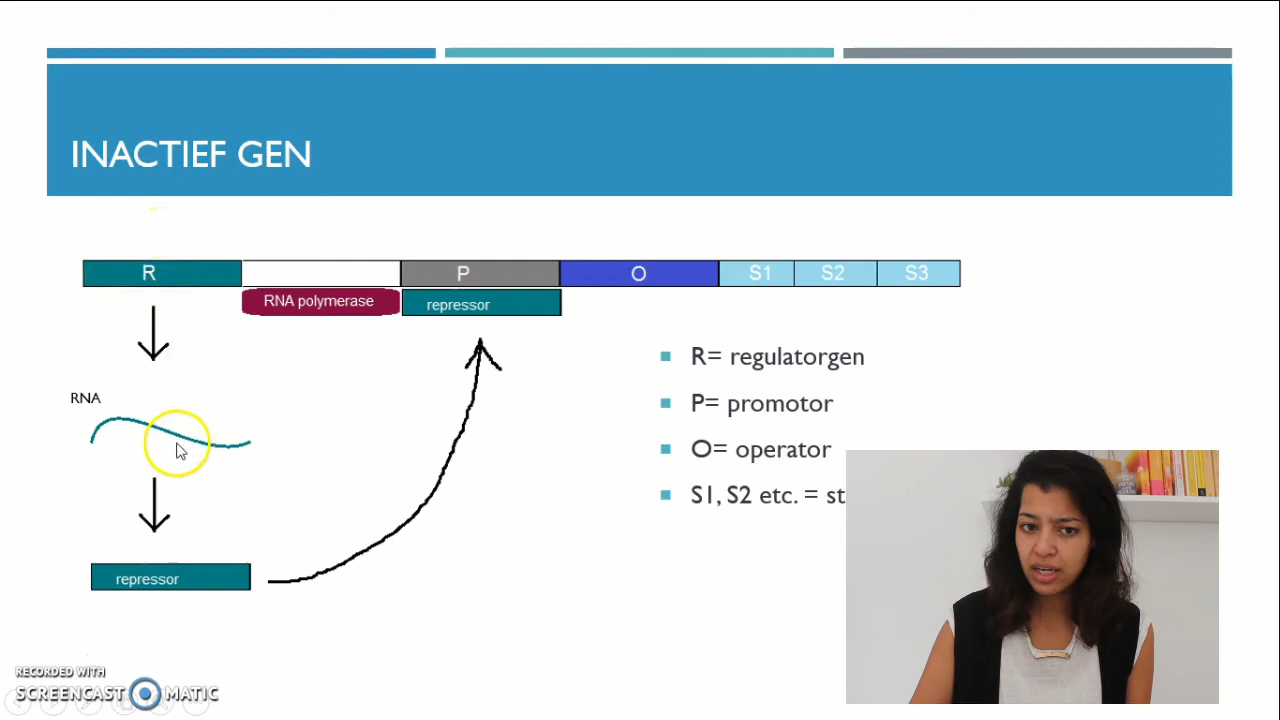 INACTIEF GEN
R P O S1 S2 S3
RNA polymerase repressor
R= regulatorgen
RNA
P= promotor
O= operator
S1, S2 etc. = st
repressor
RECORDED WITH
SCREENCAST MATIC